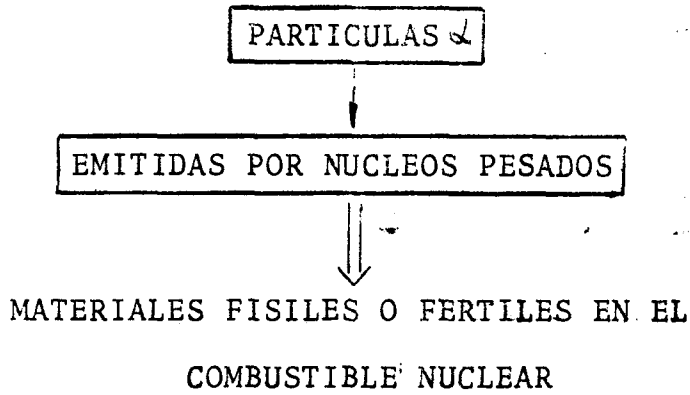 PARTICULAS α
EMITIDAS POR NUCLEOS PESADOS
MATERIALES FISILES O FERTILES EN EL
COMBUSTIBLE NUCLEAR